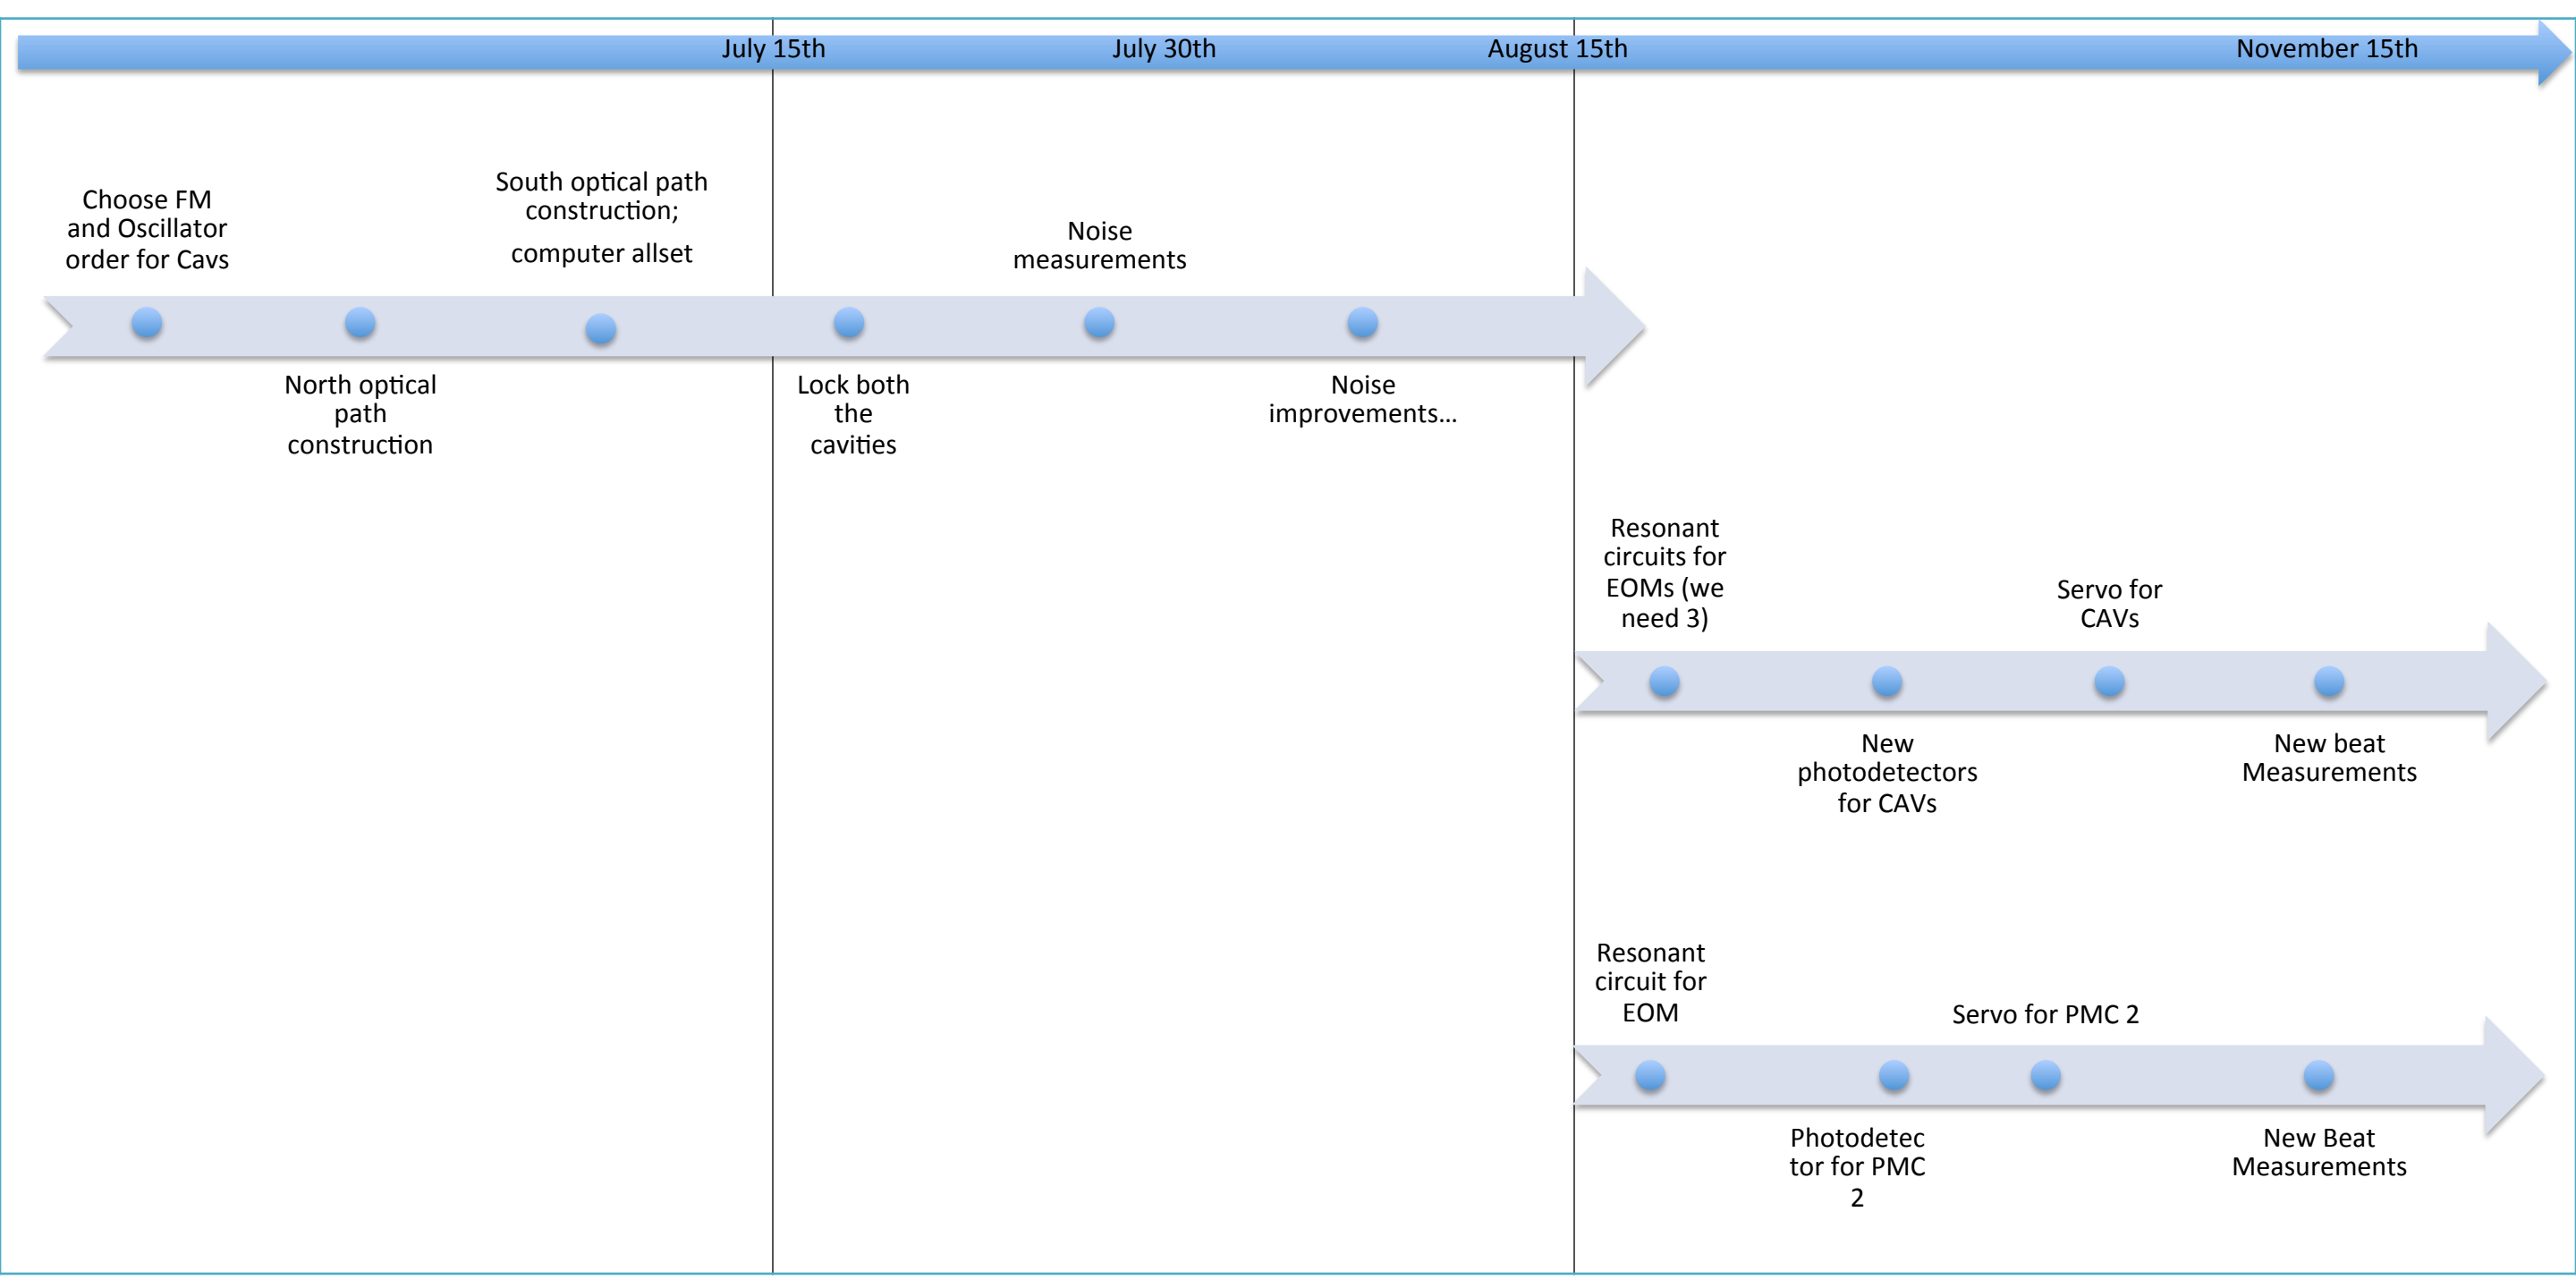 July 15th
July 30th
August 15th
November 15th
Choose FM
and Oscillator
order for Cavs
South optical path
construction;
computer allset
Noise
measurements
North optical
path
construction
Lock both
the
cavities
Noise
improvements...
Resonant
circuits for
EOMs (we
need 3)
Servo for
CAVs
New
photodetectors
for CAVs
New beat
Measurements
Resonant
circuit for
EOM
Servo for PMC 2
Photodetec
tor for PMC
2
New Beat
Measurements